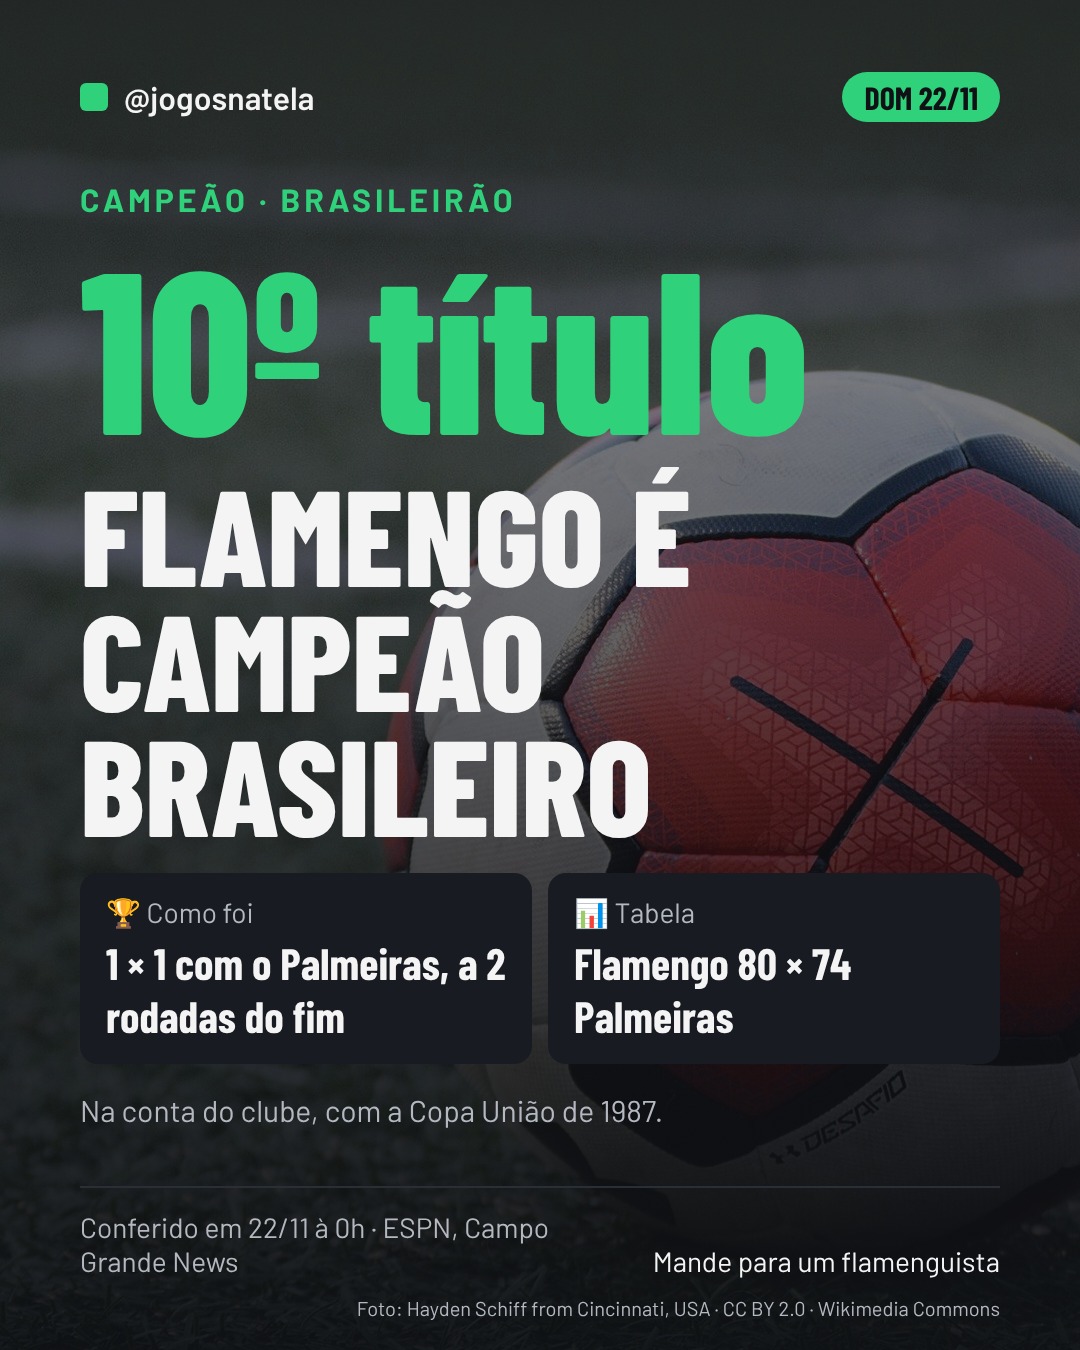 @jogosnatela
DOM 22/11
CAMPEÃO · BRASILEIRÃO
10º título
FLAMENGO É
CAMPEÃO
BRASILEIRO
🏆 Como foi
1 × 1 com o Palmeiras, a 2
rodadas do fim
📊 Tabela
Flamengo 80 × 74
Palmeiras
DESAFIO
Na conta do clube, com a Copa União de 1987.
Conferido em 22/11 à 0h · ESPN, Campo
Grande News
Mande para um flamenguista
Foto: Hayden Schiff from Cincinnati, USA · CC BY 2.0 · Wikimedia Commons